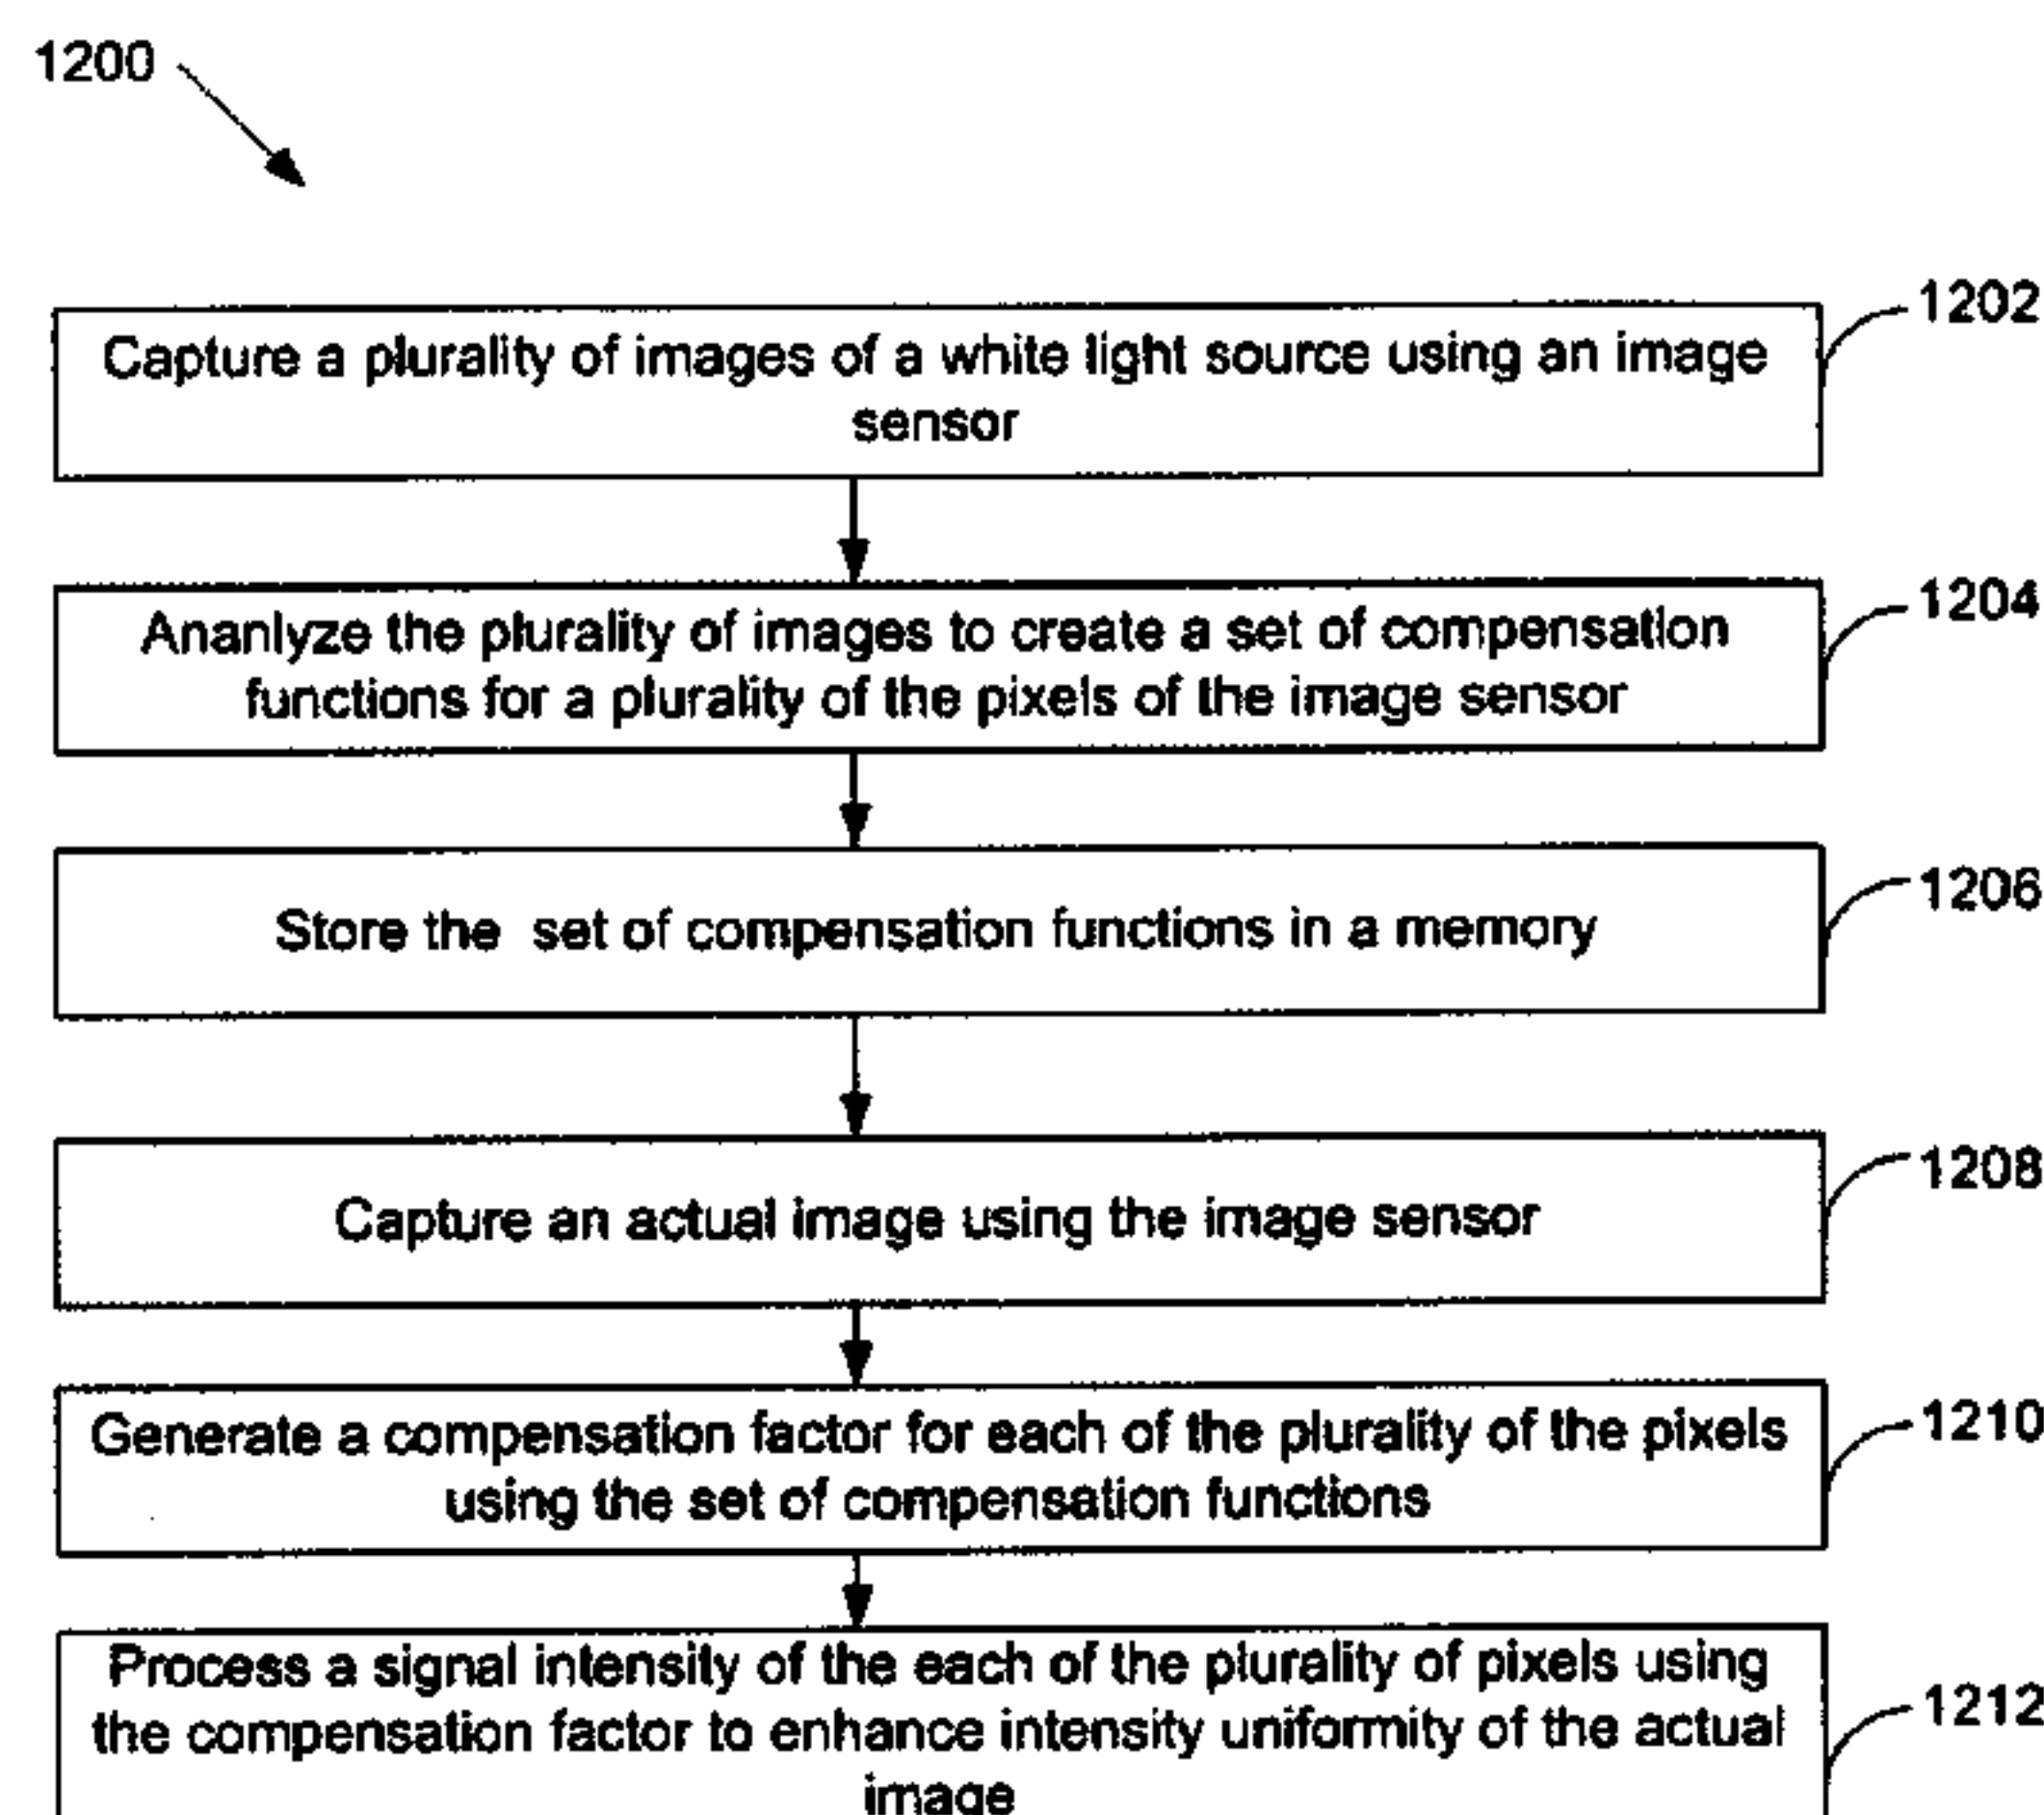 1200
1202
Capture a plurality of images of a white light source using an image
sensor
1204
Ananlyze the plurality of images to create a set of compensation
functions for a plurality of the pixels of the image sensor
1206
Store the set of compensation functions in a memory
1208
Capture an actual image using the image sensor
1210
Generate a compensation factor for each of the plurality of the pixels
using the set of compensation functions
Process a signal intensity of the each of the plurality of pixels using
1212
the compensation factor to enhance intensity uniformity of the actual
image